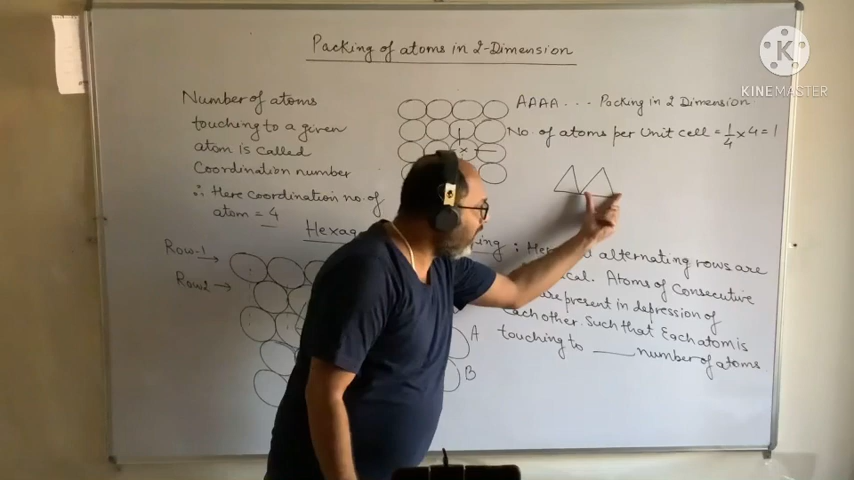 Packing of atoms in 2-Dimension
K
KINEMASTER
Number of atoms
touching to a given
atom is called
Coordination number
∴ Here coordination no. of
atom = 4
AAAA... Packing in 2 Dimension
No. of atoms per Unit cell = 1/4 x 4 = 1
x
Row-1 →
Row2 →
A
B
ing : alternating rows are
Atoms of Consecutive
present in depression of
each other. Such that Each atom is
touching to ____ number of atoms